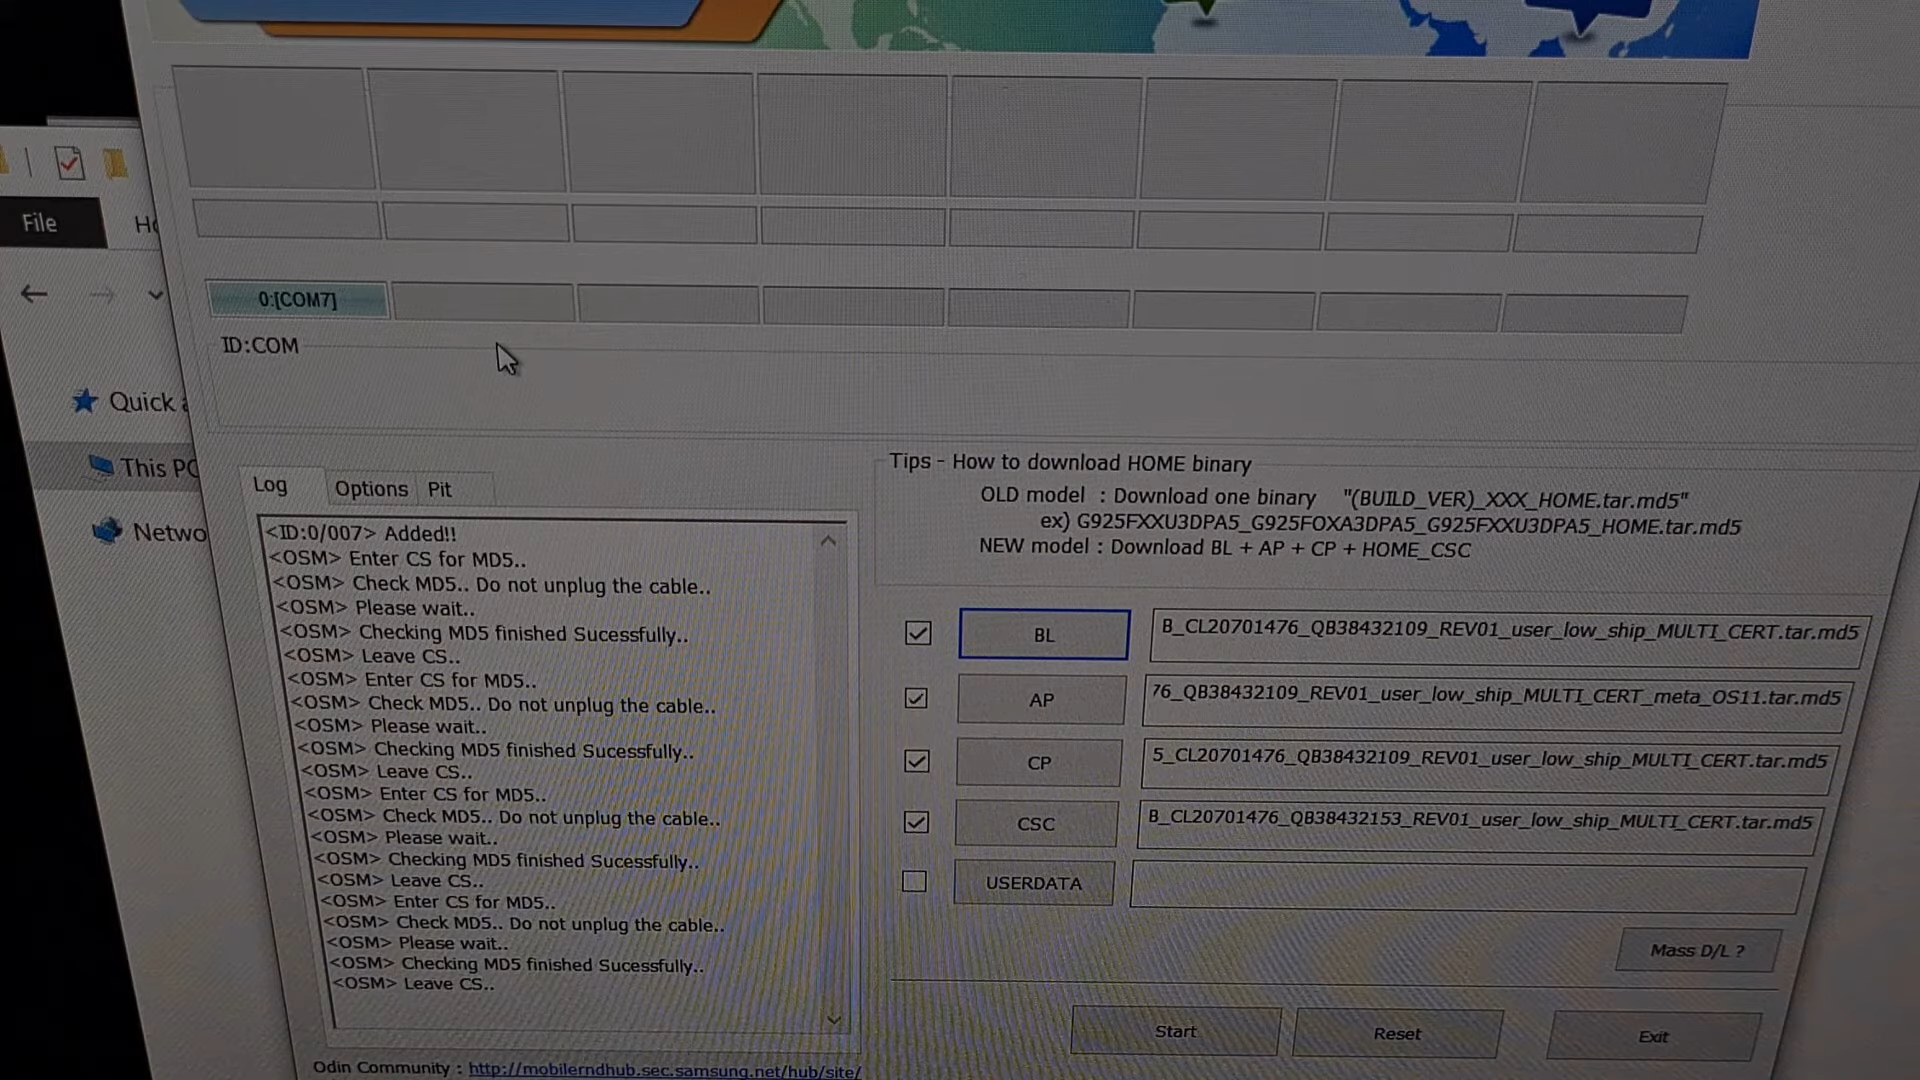 File
Quick
This PC
Netwo
0:[COM7]
ID:COM
Log
Options
Pit
<ID:0/007> Added!!
<OSM> Enter CS for MD5..
<OSM> Check MD5.. Do not unplug the cable..
<OSM> Please wait..
<OSM> Checking MD5 finished Sucessfully..
<OSM> Leave CS..
<OSM> Enter CS for MD5..
<OSM> Check MD5.. Do not unplug the cable..
<OSM> Please wait..
<OSM> Checking MD5 finished Sucessfully..
<OSM> Leave CS..
<OSM> Enter CS for MD5..
<OSM> Check MD5.. Do not unplug the cable..
<OSM> Please wait..
<OSM> Checking MD5 finished Sucessfully..
<OSM> Leave CS..
<OSM> Enter CS for MD5..
<OSM> Check MD5.. Do not unplug the cable..
<OSM> Please wait..
<OSM> Checking MD5 finished Sucessfully..
<OSM> Leave CS..
Odin Community : http://mobilerndhub.sec.samsung.net/hub/site/
Tips - How to download HOME binary
OLD model : Download one binary "(BUILD_VER)_XXX_HOME.tar.md5"
ex) G925FXXU3DPA5_G925FOXA3DPA5_G925FXXU3DPA5_HOME.tar.md5
NEW model : Download BL + AP + CP + HOME_CSC
BL B_CL20701476_QB38432109_REV01_user_low_ship_MULTI_CERT.tar.md5
AP 76_QB38432109_REV01_user_low_ship_MULTI_CERT_meta_OS11.tar.md5
CP 5_CL20701476_QB38432109_REV01_user_low_ship_MULTI_CERT.tar.md5
CSC B_CL20701476_QB38432153_REV01_user_low_ship_MULTI_CERT.tar.md5
USERDATA
Mass D/L ?
Start
Reset
Exit